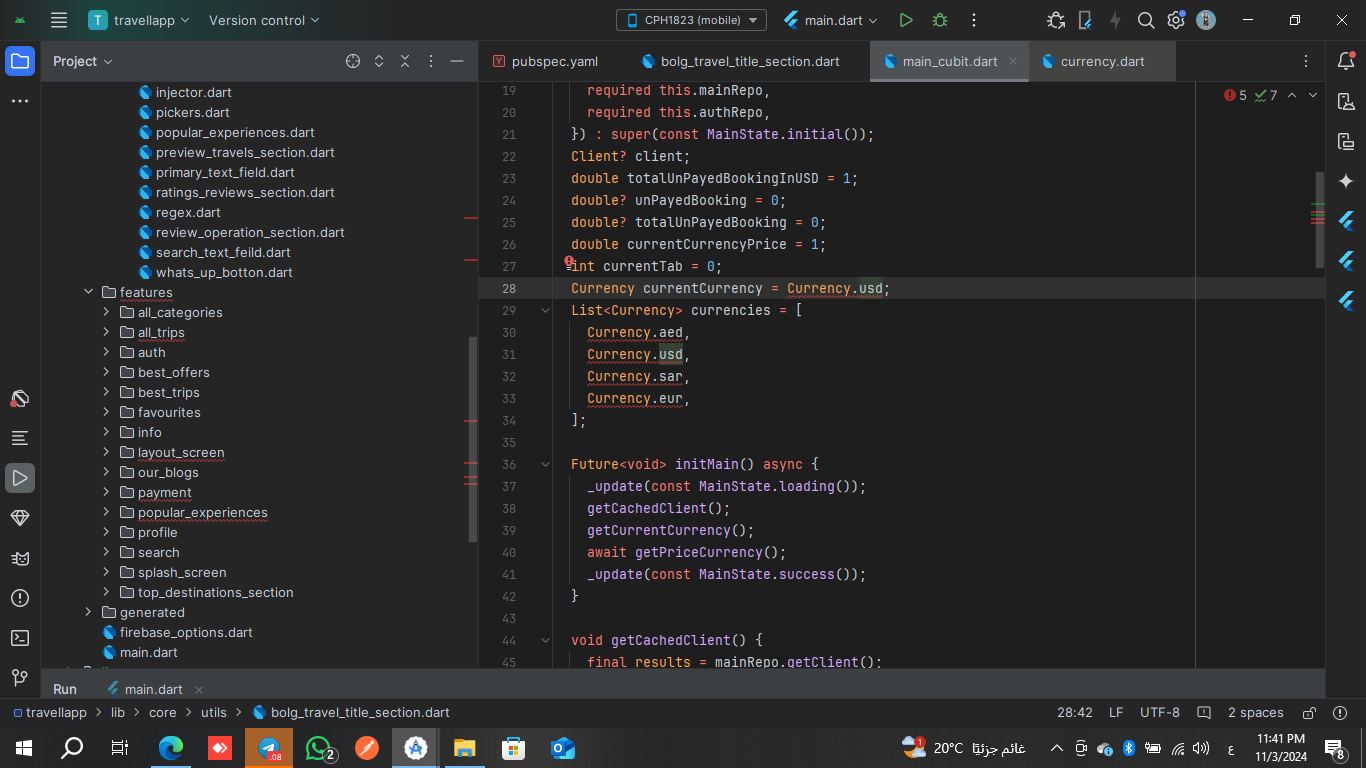 travellapp
Version control
CPH1823 (mobile)
main.dart
Project
injector.dart
pickers.dart
popular_experiences.dart
preview_travels_section.dart
primary_text_field.dart
ratings_reviews_section.dart
regex.dart
review_operation_section.dart
search_text_feild.dart
whats_up_botton.dart
features
all_categories
all_trips
auth
best_offers
best_trips
favourites
info
layout_screen
our_blogs
payment
popular_experiences
profile
search
splash_screen
top_destinations_section
generated
firebase_options.dart
main.dart
pubspec.yaml
bolg_travel_title_section.dart
main_cubit.dart
currency.dart
5 7
19 required this.mainRepo,
20 required this.authRepo,
21 }) : super(const MainState.initial());
22 Client? client;
23 double totalUnPayedBookingInUSD = 1;
24 double? unPayedBooking = 0;
25 double? totalUnPayedBooking = 0;
26 double currentCurrencyPrice = 1;
27 int currentTab = 0;
28 Currency currentCurrency = Currency.usd;
29 List<Currency> currencies = [
30 Currency.aed,
31 Currency.usd,
32 Currency.sar,
33 Currency.eur,
34 ];
35
36 Future<void> initMain() async {
37 _update(const MainState.loading());
38 getCachedClient();
39 getCurrentCurrency();
40 await getPriceCurrency();
41 _update(const MainState.success());
42 }
43
44 void getCachedClient() {
45 final results = mainRepo.getClient();
Run
main.dart
travellapp > lib > core > utils > bolg_travel_title_section.dart
28:42 LF UTF-8 2 spaces
.08
2
1
20°C غائم جزئيًا
ع
11:41 PM
11/3/2024
8